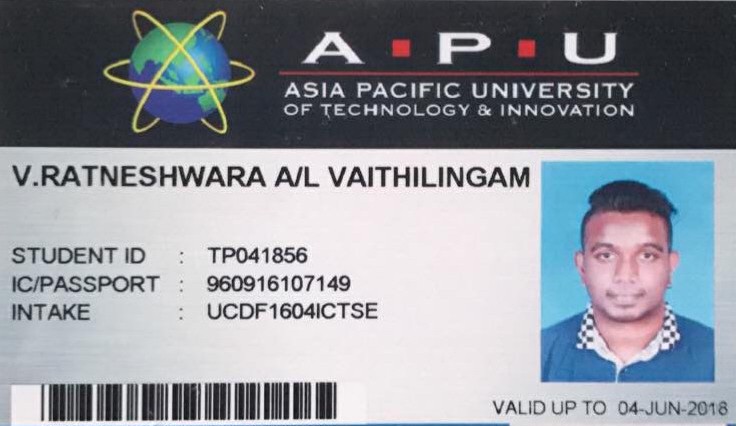 A.P.U
ASIA PACIFIC UNIVERSITY
OF TECHNOLOGY & INNOVATION
V.RATNESHWARA A/L VAITHILINGAM
STUDENT ID : TP041856
IC/PASSPORT : 960916107149
INTAKE : UCDF1604ICTSE
VALID UP TO 04-JUN-2018